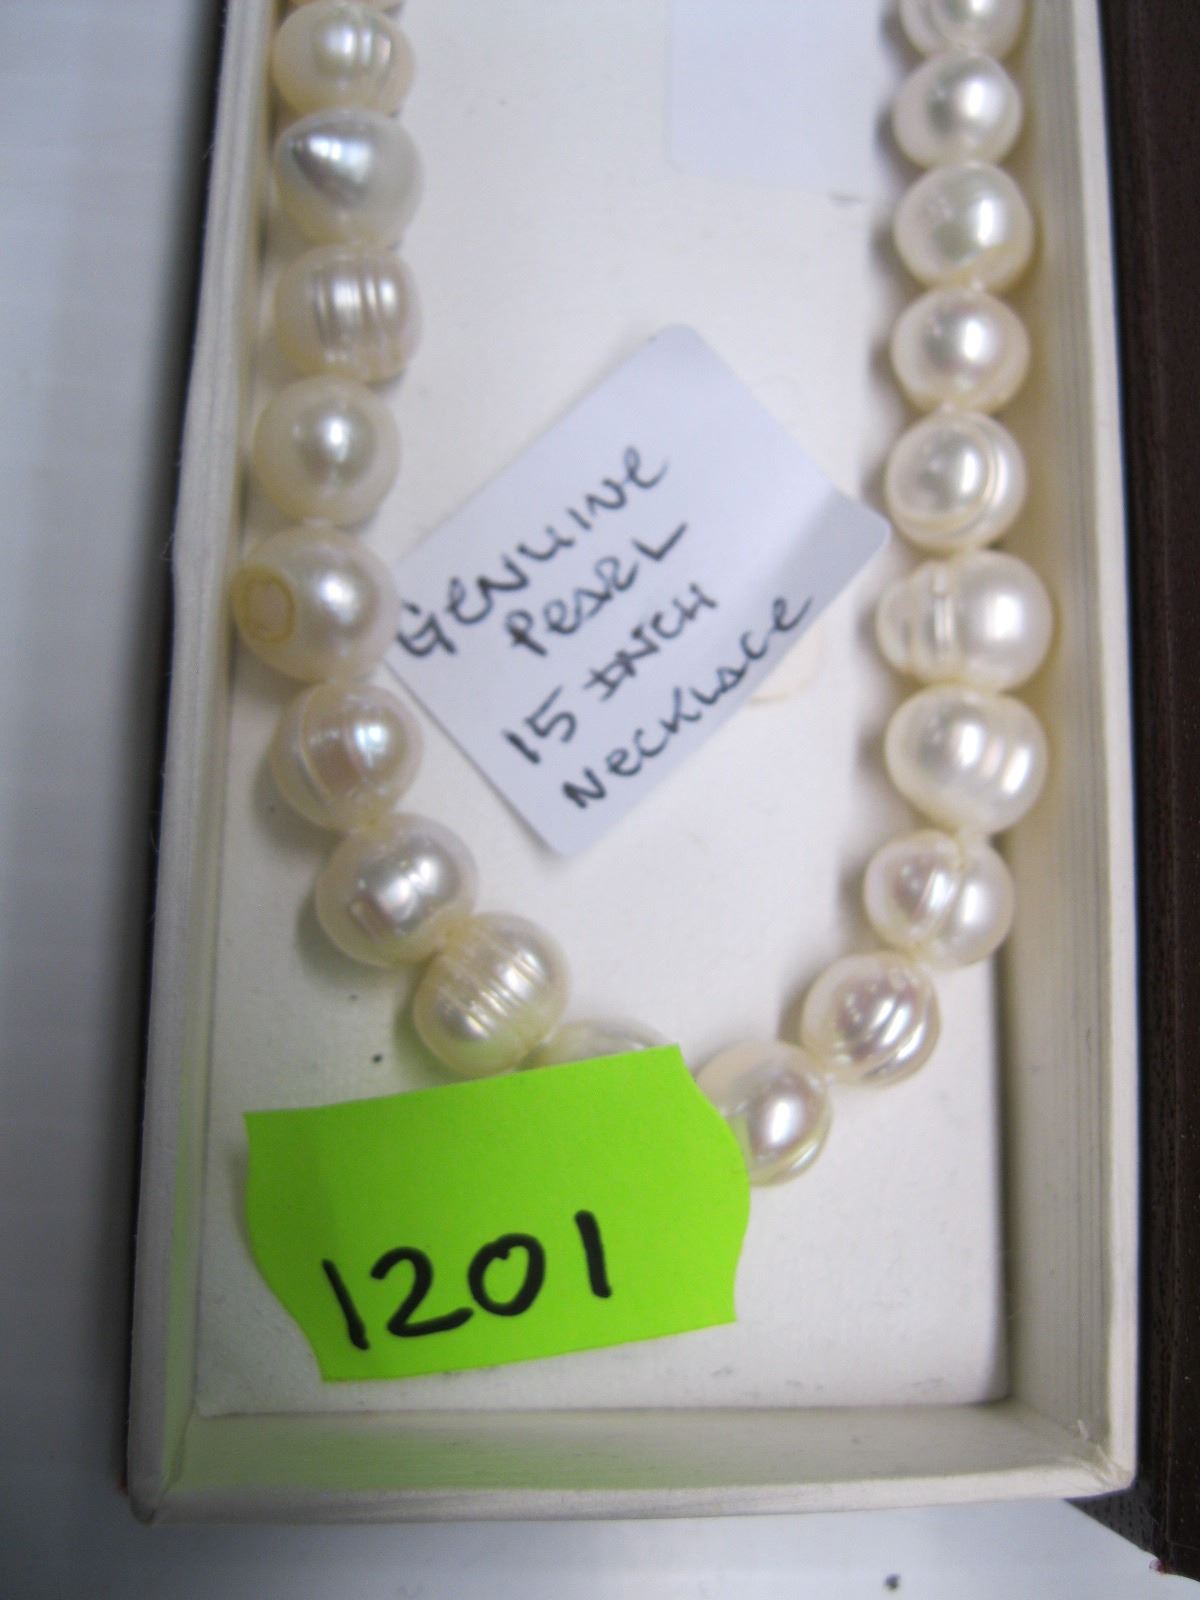 GENUINE
PeARL
15 INCH
NeCKLACe
1201